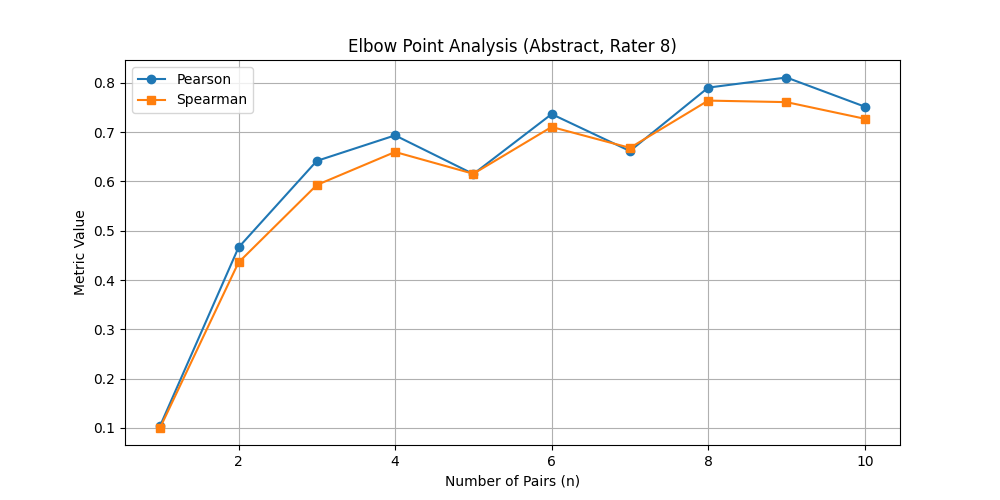 Elbow Point Analysis (Abstract, Rater 8)
Pearson
Spearman
Metric Value
0.8
0.7
0.6
0.5
0.4
0.3
0.2
0.1
2 4 6 8 10
Number of Pairs (n)